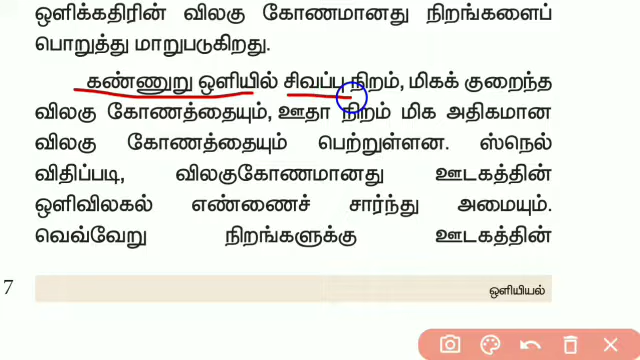 ஒளிக்கதிரின் விலகு கோணமானது நிறங்களைப்
பொறுத்து மாறுபடுகிறது.
கண்ணுறு ஒளியில் சிவப்பு நிறம், மிகக் குறைந்த
விலகு கோணத்தையும், ஊதா நிறம் மிக அதிகமான
விலகு கோணத்தையும் பெற்றுள்ளன. ஸ்நெல்
விதிப்படி, விலகுகோணமானது ஊடகத்தின்
ஒளிவிலகல் எண்ணைச் சார்ந்து அமையும்.
வெவ்வேறு நிறங்களுக்கு ஊடகத்தின்
7 ஒளியியல்